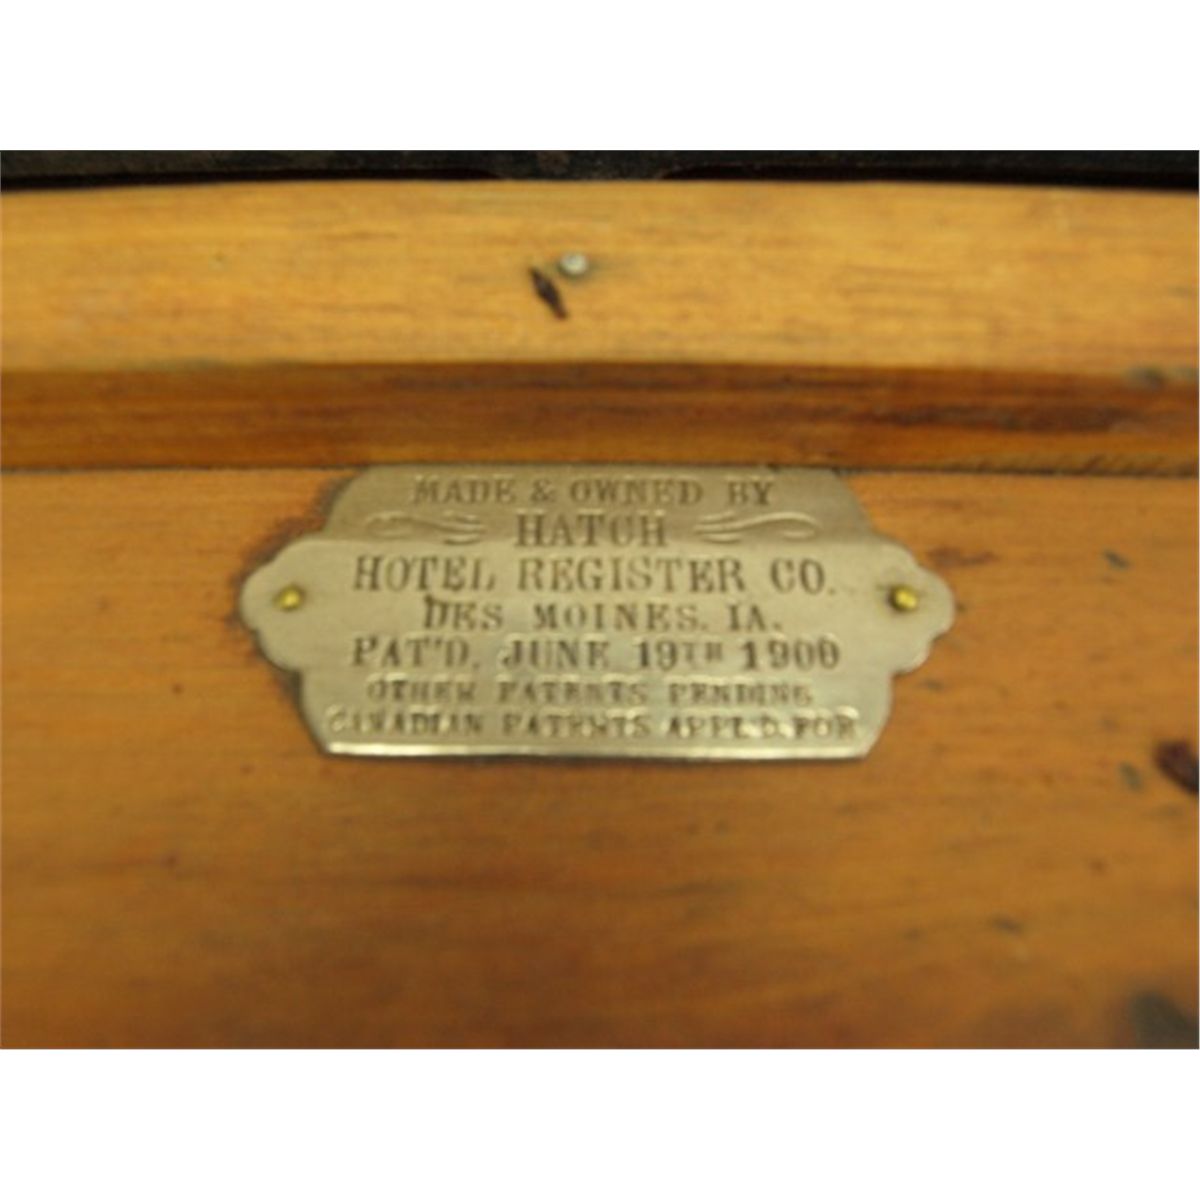 MADE & OWNED BY
HATCH
HOTEL REGISTER CO.
DES MOINES, IA.
PAT'D. JUNE 19TH 1900
OTHER PATENTS PENDING
CANADIAN PATENTS APPL'D. FOR